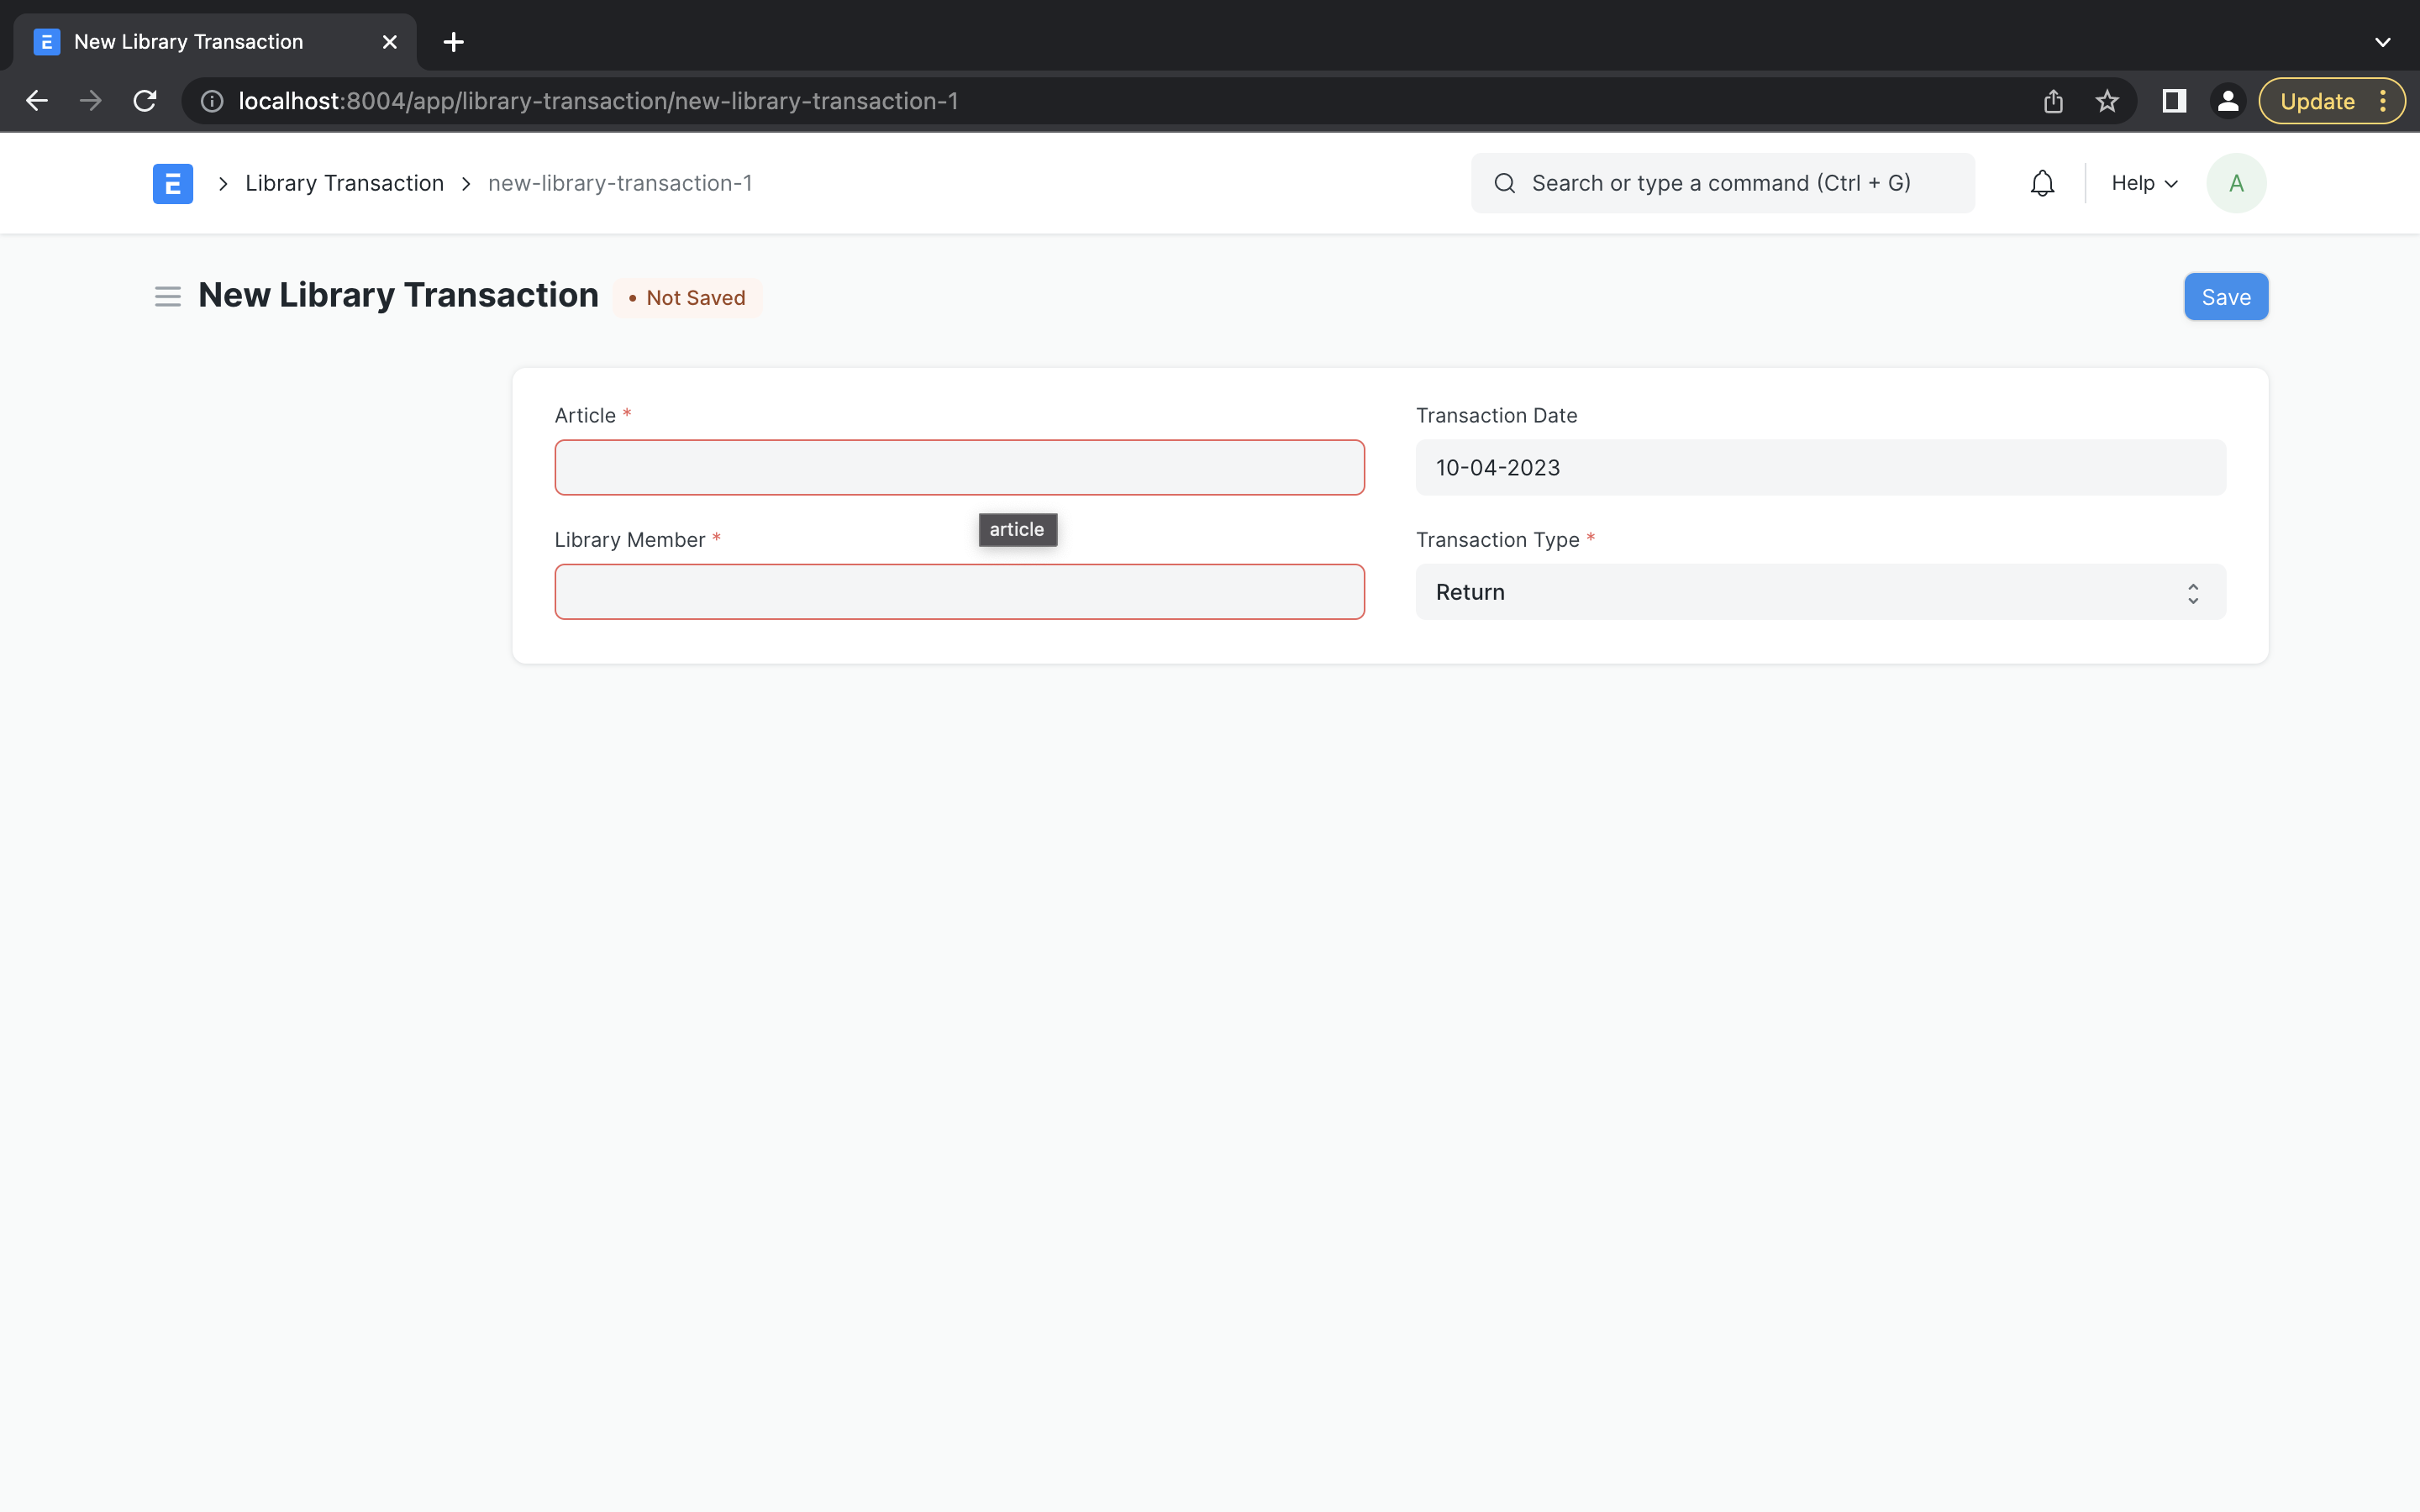 E New Library Transaction
localhost:8004/app/library-transaction/new-library-transaction-1
Update
E Library Transaction new-library-transaction-1
Search or type a command (Ctrl + G)
Help
A
New Library Transaction
• Not Saved
Save
Article *
Transaction Date
10-04-2023
article
Library Member *
Transaction Type *
Return